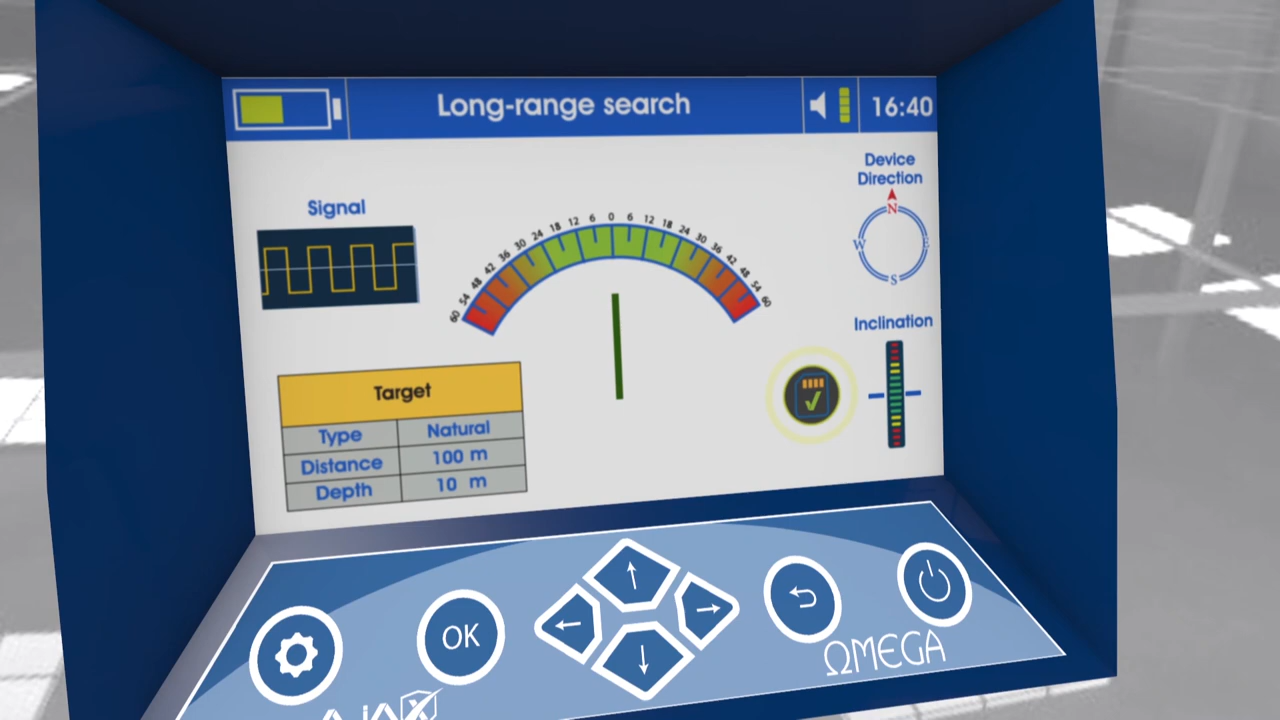 Long-range search
16:40
Signal
60 54 48 42 36 30 24 18 12 6 0 6 12 18 24 30 36 42 48 54 60
Device
Direction
N
W
E
S
Inclination
Target
Type Natural
Distance 100 m
Depth 10 m
OK
ΩMEGA
AJAX